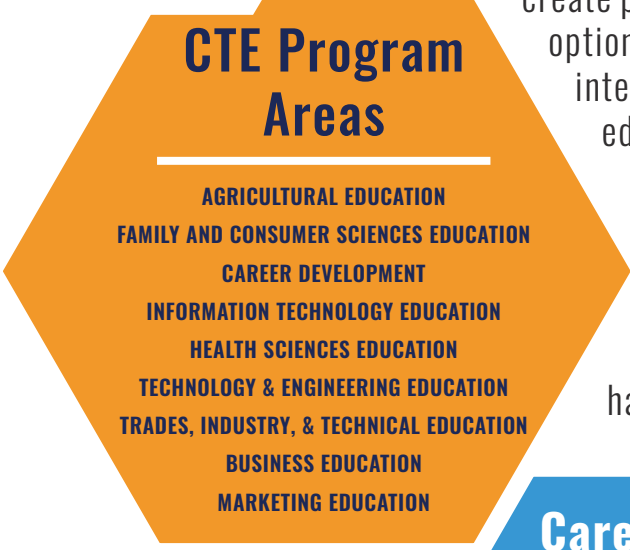 CTE Program
Areas
AGRICULTURAL EDUCATION
FAMILY AND CONSUMER SCIENCES EDUCATION
CAREER DEVELOPMENT
INFORMATION TECHNOLOGY EDUCATION
HEALTH SCIENCES EDUCATION
TECHNOLOGY & ENGINEERING EDUCATION
TRADES, INDUSTRY, & TECHNICAL EDUCATION
BUSINESS EDUCATION
MARKETING EDUCATION